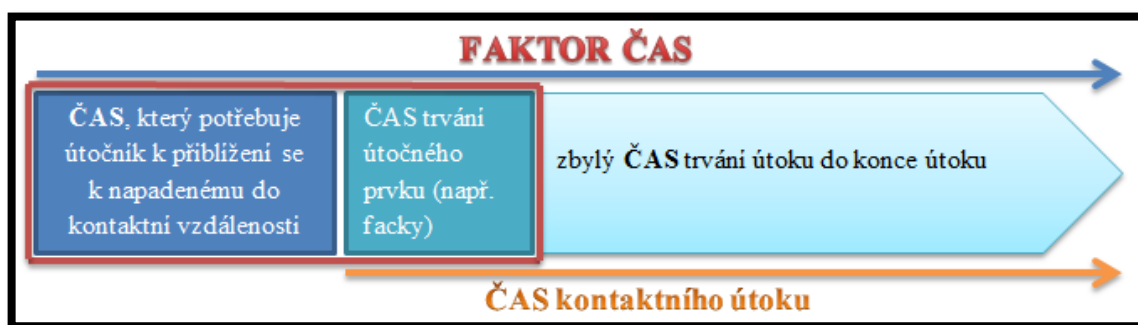 FAKTOR ČAS
ČAS, který potřebuje
útočník k přiblížení se
k napadenému do
kontaktní vzdálenosti
ČAS trvání
útočného
prvku (např.
facky)
zbylý ČAS trvání útoku do konce útoku
ČAS kontaktního útoku